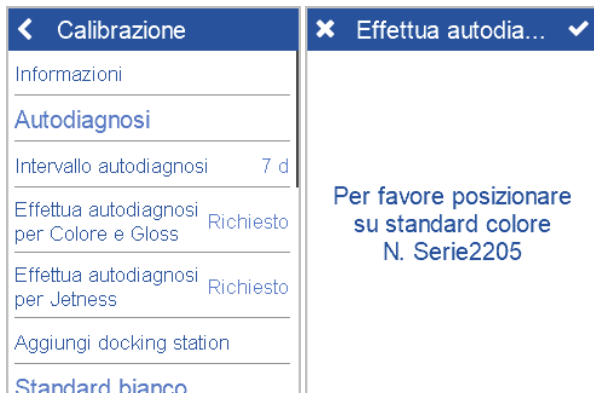 Calibrazione
Informazioni
Autodiagnosi
Intervallo autodiagnosi 7 d
Effettua autodiagnosi
per Colore e Gloss Richiesto
Effettua autodiagnosi
per Jetness Richiesto
Aggiungi docking station
Standard bianco
Effettua autodia...
Per favore posizionare
su standard colore
N. Serie2205